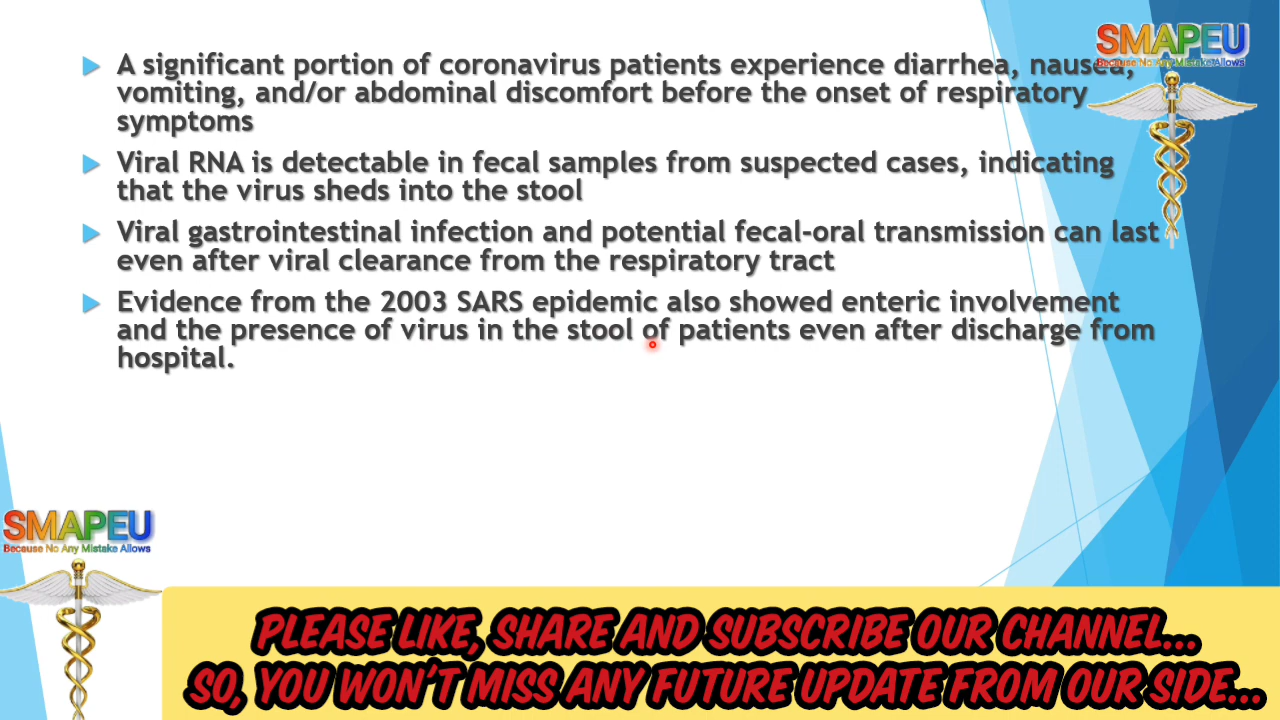 SMAPEU
Because No Any Mistake Allows
A significant portion of coronavirus patients experience diarrhea, nausea,
vomiting, and/or abdominal discomfort before the onset of respiratory
symptoms
Viral RNA is detectable in fecal samples from suspected cases, indicating
that the virus sheds into the stool
Viral gastrointestinal infection and potential fecal-oral transmission can last
even after viral clearance from the respiratory tract
Evidence from the 2003 SARS epidemic also showed enteric involvement
and the presence of virus in the stool of patients even after discharge from
hospital.
SMAPEU
Because No Any Mistake Allows
PLEASE LIKE, SHARE AND SUBSCRIBE OUR CHANNEL...
SO, YOU WON'T MISS ANY FUTURE UPDATE FROM OUR SIDE...